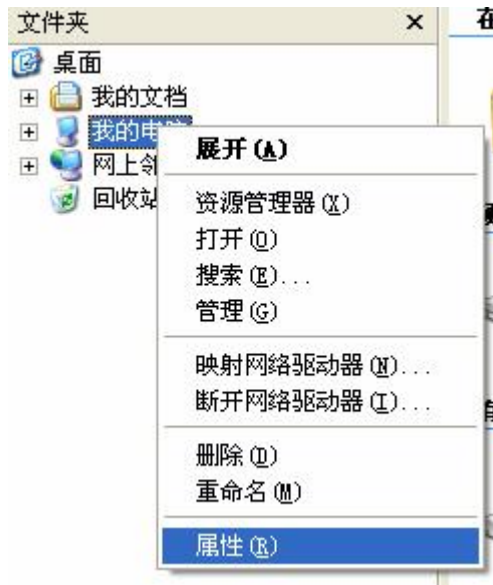 文件夹
桌面
我的文档
我的电
网上邻
回收站
展开(A)
资源管理器(X)
打开(O)
搜索(E)...
管理(G)
映射网络驱动器(N)...
断开网络驱动器(I)...
删除(D)
重命名(M)
属性(R)